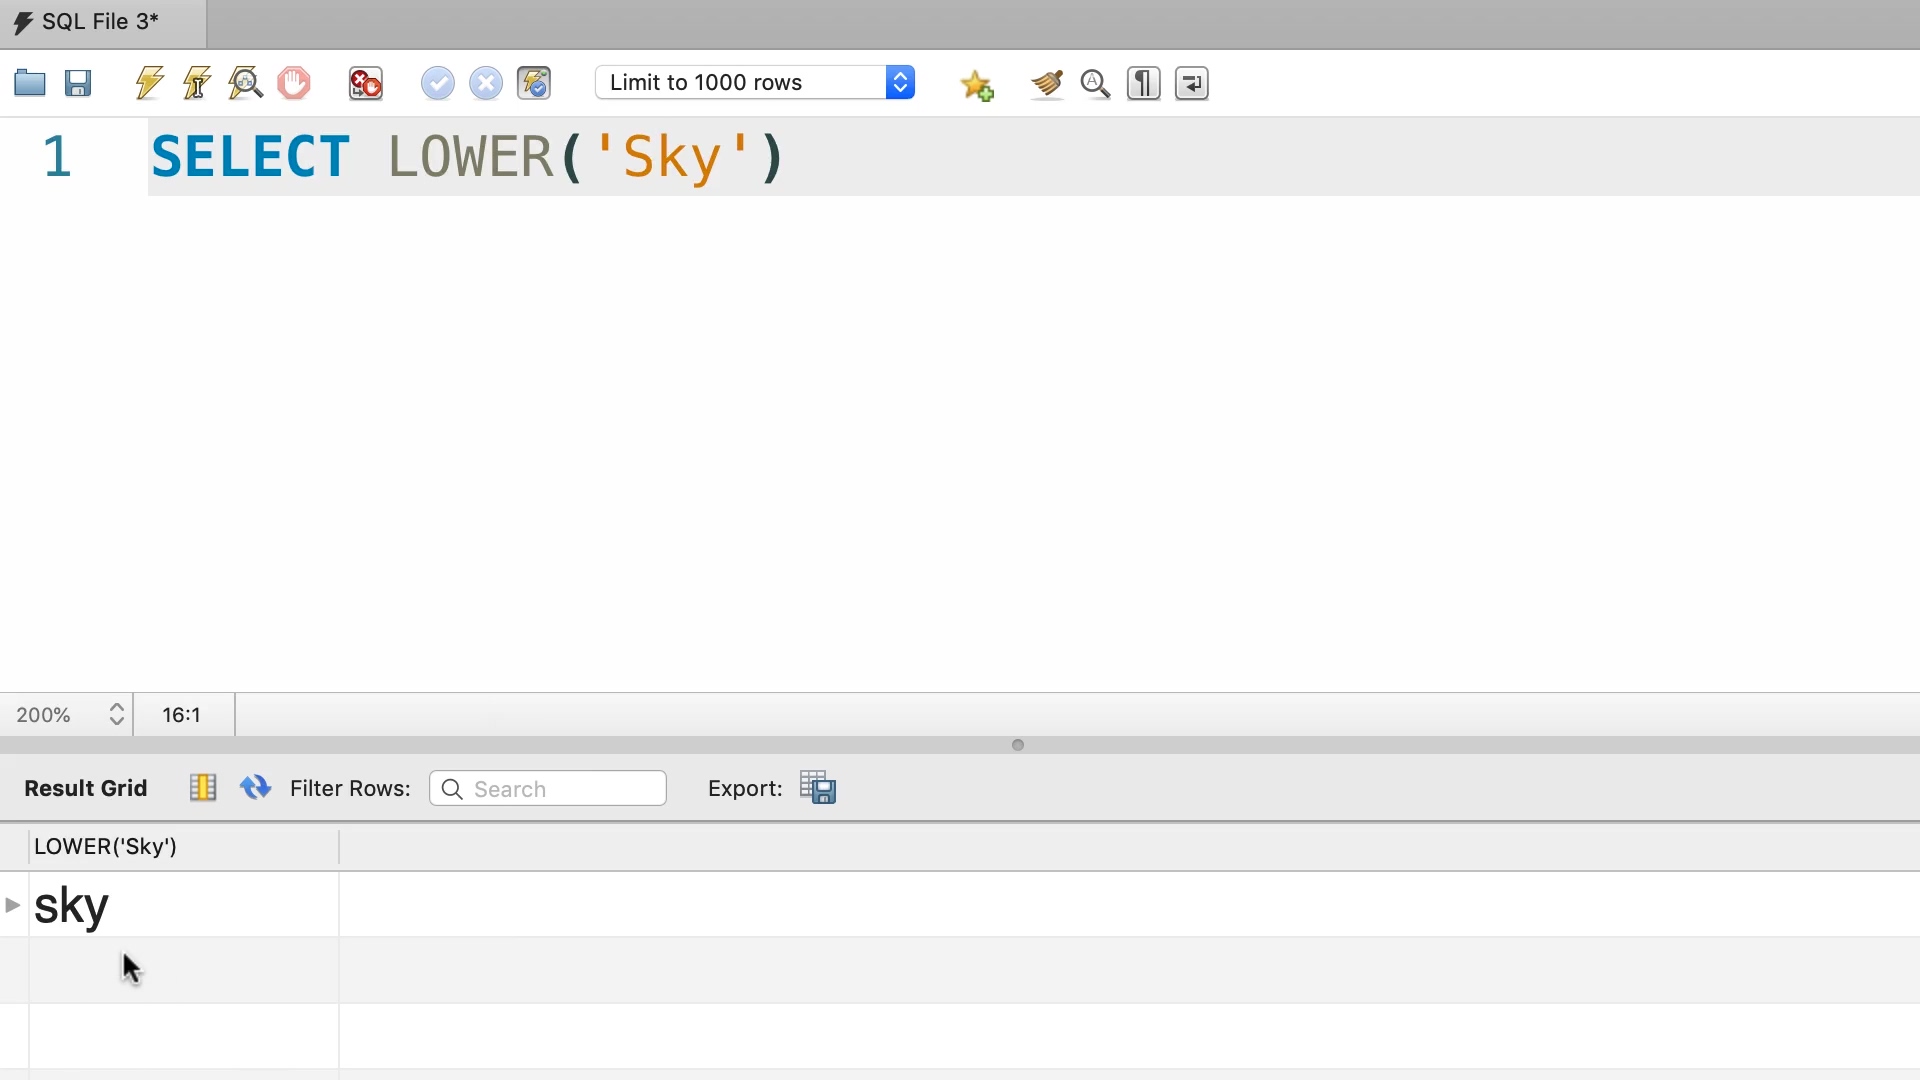 SQL File 3*
Limit to 1000 rows
1 SELECT LOWER('Sky')
200% 16:1
Result Grid Filter Rows: Search Export:
LOWER('Sky')
sky